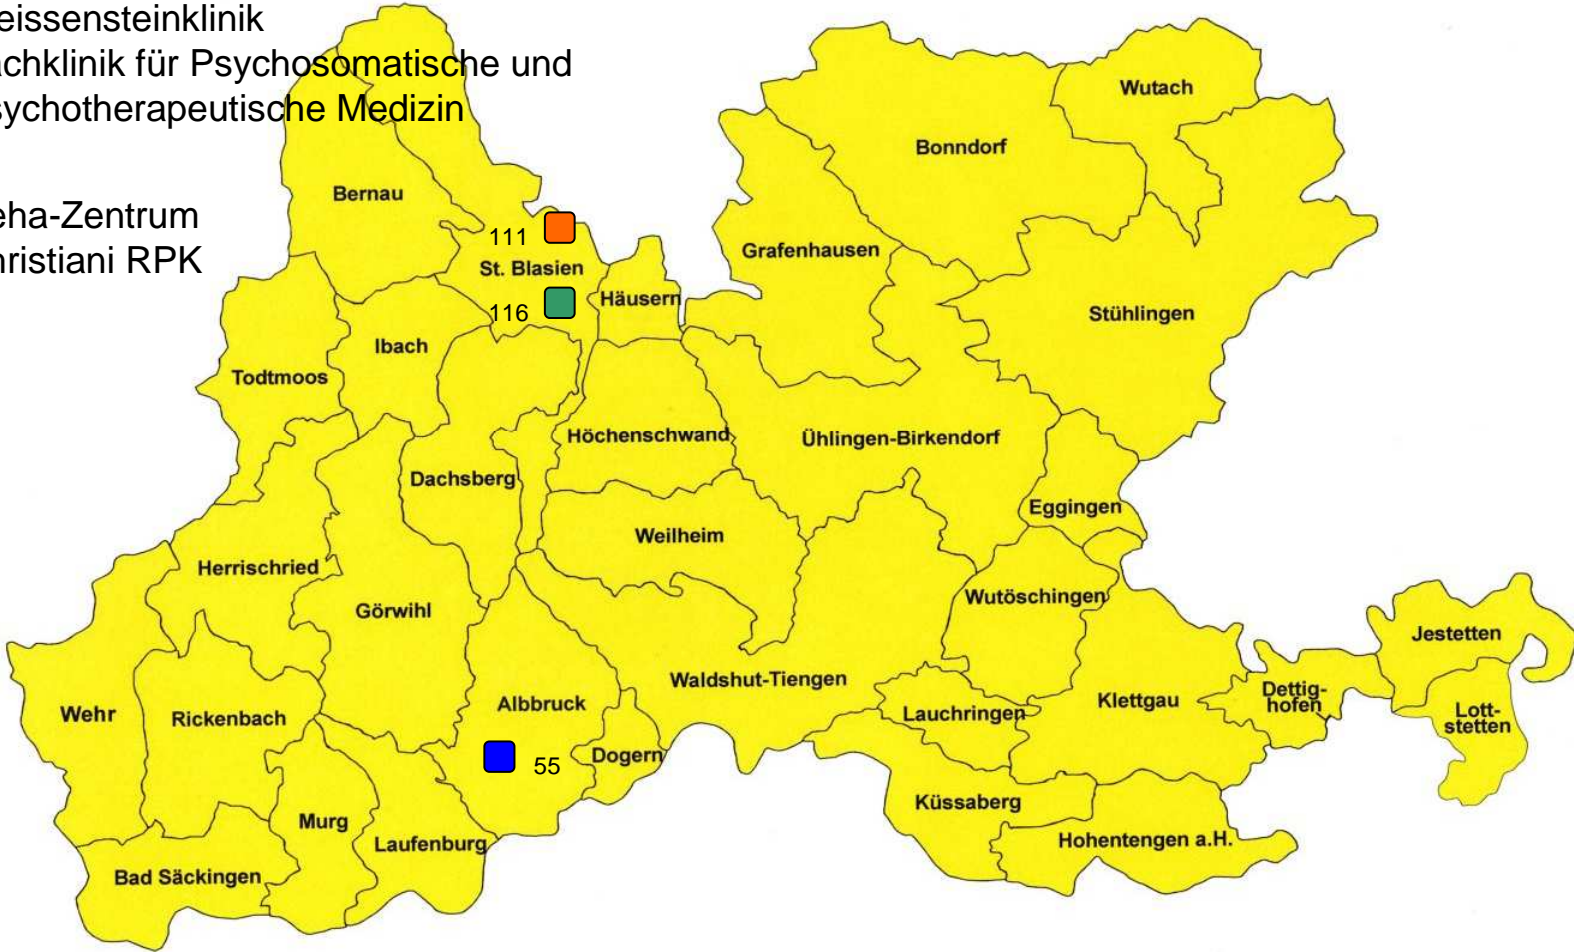 eissensteinklinik
achklinik für Psychosomatische und
sychotherapeutische Medizin
eha-Zentrum
hristiani RPK
Wutach
Bonndorf
Bernau
111
Grafenhausen
St. Blasien
Häusern
116
Stühlingen
Ibach
Todtmoos
Höchenschwand
Ühlingen-Birkendorf
Dachsberg
Eggingen
Weilheim
Herrischried
Wutöschingen
Görwihl
Jestetten
Waldshut-Tiengen
Dettig-
hofen
Klettgau
Albbruck
Wehr
Rickenbach
Lauchringen
Lott-
stetten
Dogern
55
Küssaberg
Murg
Hohentengen a.H.
Laufenburg
Bad Säckingen